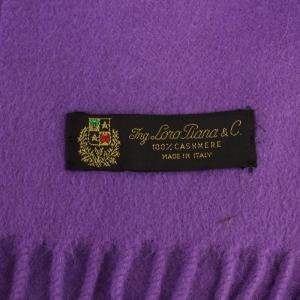 Ing. Loro Piana & C.
100% CASHMERE
MADE IN ITALY